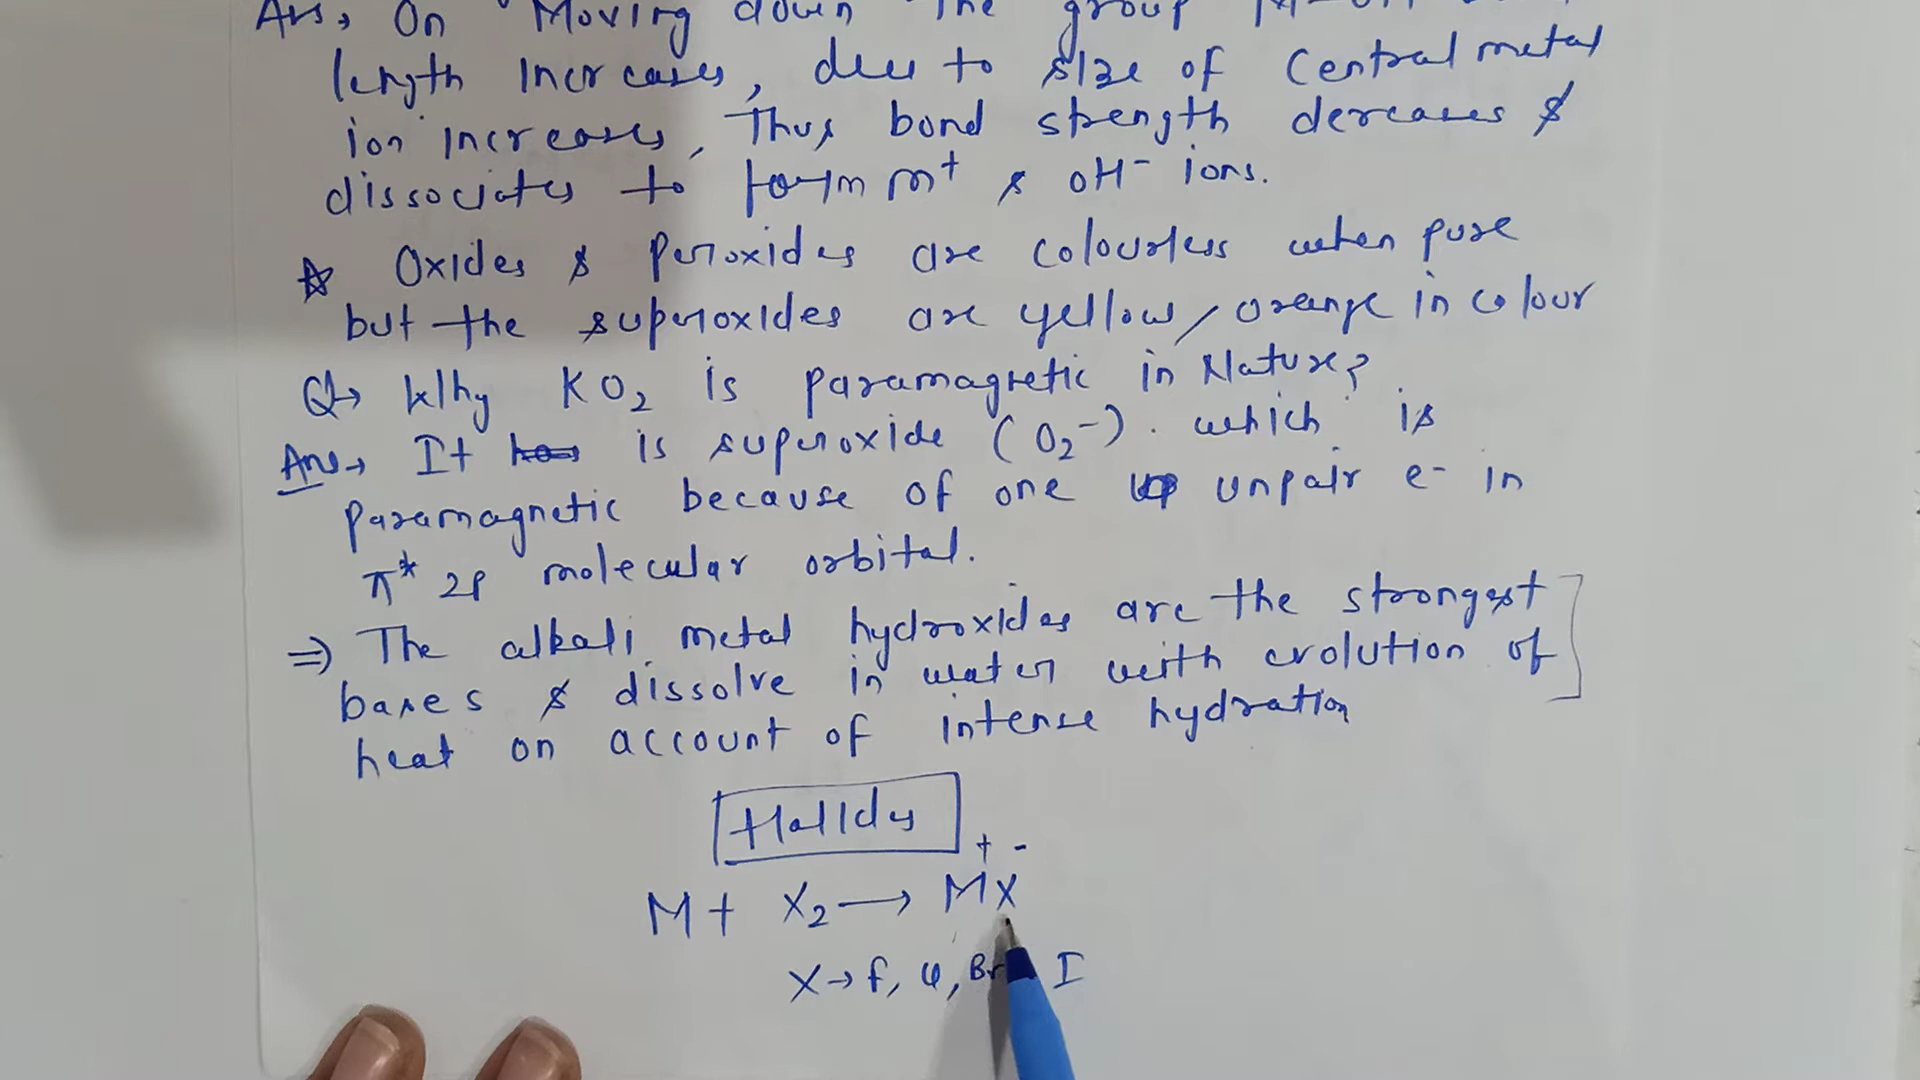 Ans → On Moving down the group
length Increases, due to size of Central metal
ion increases, Thus bond strength dercases &
dissociates to form m+ & OH- ions.
☆ Oxides & peroxides are colourless when pure
but the superoxides are yellow/orange in colour
Q→ Why KO2 is paramagnetic in Nature?
Ans→ It is superoxide (O2-). which is
paramagnetic because of one unpair e- in
π* 2p molecular orbital.
⇒ The alkali metal hydroxides are the strongest
bases & dissolve in water with evolution of
heat on account of intense hydration
Halides
+ -
M + X2 → MX
X → F, Cl, Br I